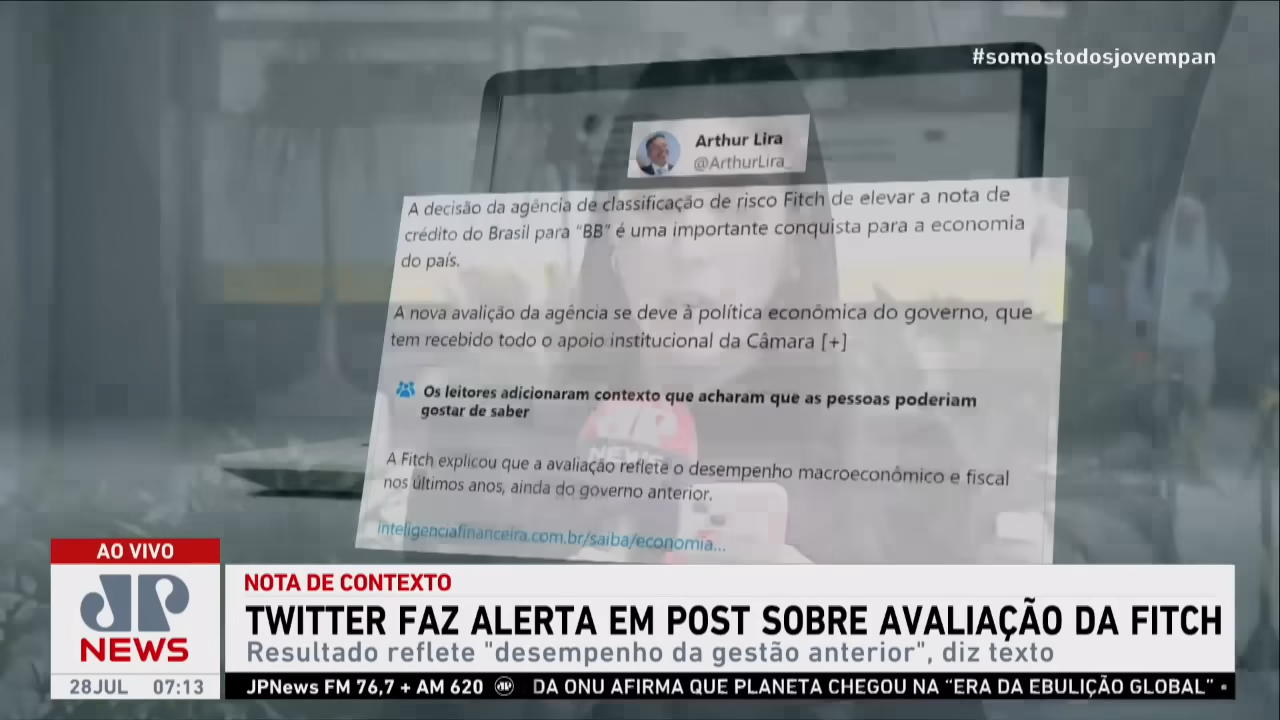 #somostodosjovempan
Arthur Lira
@ArthurLira_
A decisão da agência de classificação de risco Fitch de elevar a nota de
crédito do Brasil para “BB” é uma importante conquista para a economia
do país.
A nova avalição da agência se deve à política econômica do governo, que
tem recebido todo o apoio institucional da Câmara [+]
Os leitores adicionaram contexto que acharam que as pessoas poderiam
gostar de saber
A Fitch explicou que a avaliação reflete o desempenho macroeconômico e fiscal
nos últimos anos, ainda do governo anterior.
inteligenciafinanceira.com.br/saiba/economia...
JP
NEWS
AO VIVO
JP
NEWS
28JUL 07:13
NOTA DE CONTEXTO
TWITTER FAZ ALERTA EM POST SOBRE AVALIAÇÃO DA FITCH
Resultado reflete "desempenho da gestão anterior", diz texto
JPNews FM 76,7 + AM 620 JP DA ONU AFIRMA QUE PLANETA CHEGOU NA “ERA DA EBULIÇÃO GLOBAL”